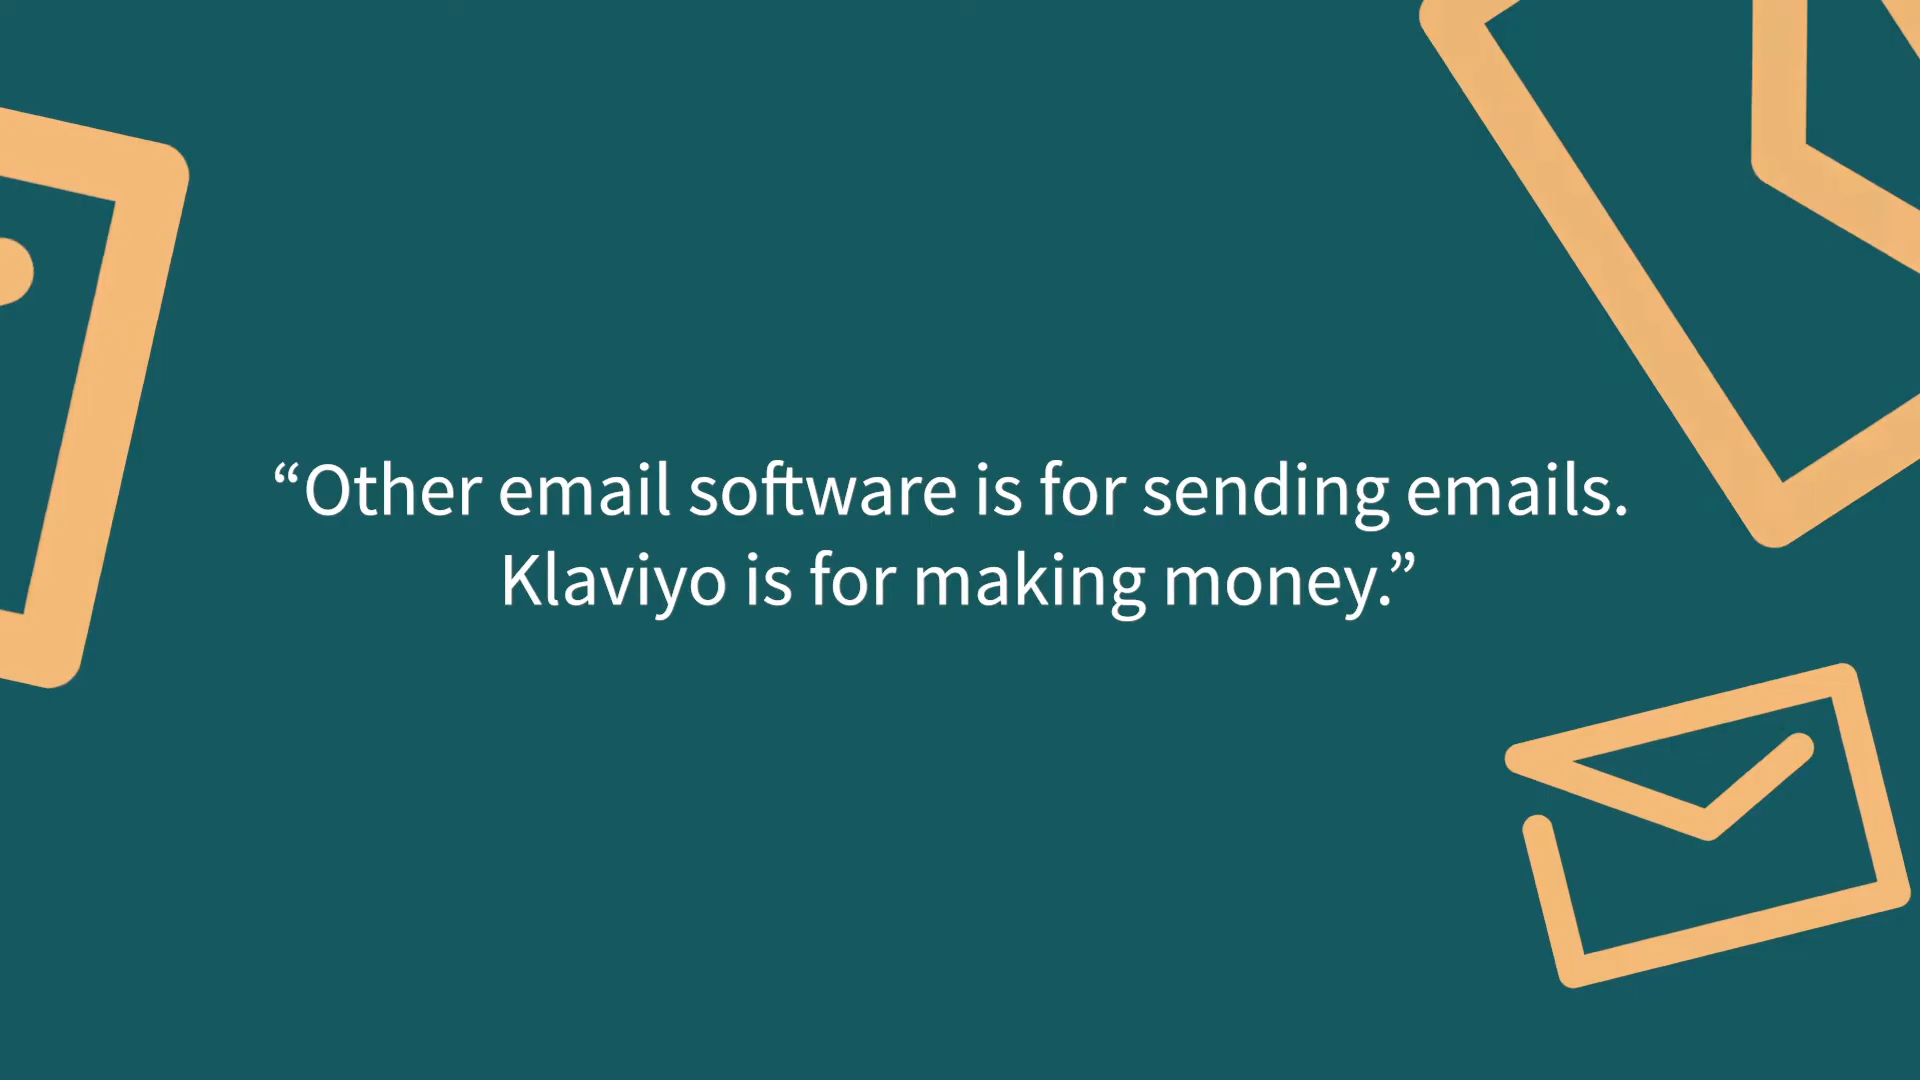 “Other email software is for sending emails.
Klaviyo is for making money.”